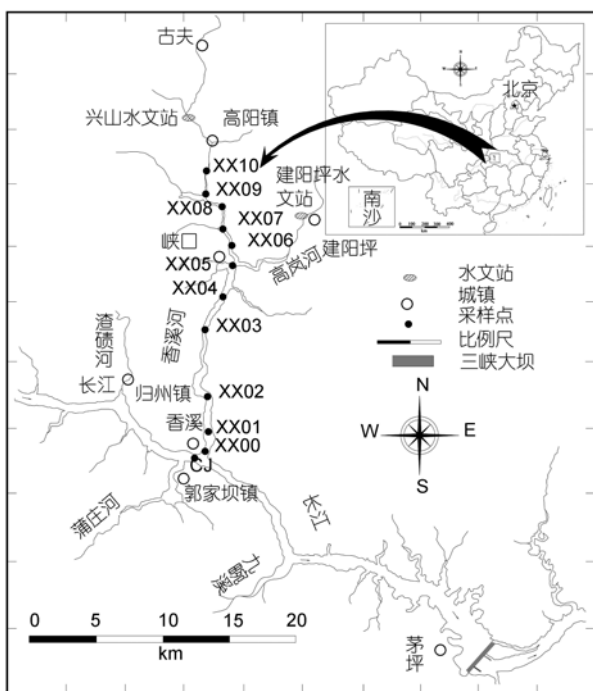 古夫
北京
兴山水文站
高阳镇
建阳坪水
文站
XX10
XX09
XX08
XX07
XX06
南
沙
km
峡口
XX05
高岚河
建阳坪
水文站
城镇
采样点
比例尺
三峡大坝
XX04
XX03
香溪河
渣碛河
长江
归州镇
XX02
香溪
XX01
XX00
CJ
N
W
E
S
郭家坝镇
蒲庄河
长江
九畹溪
0 5 10 15 20
km
茅
坪